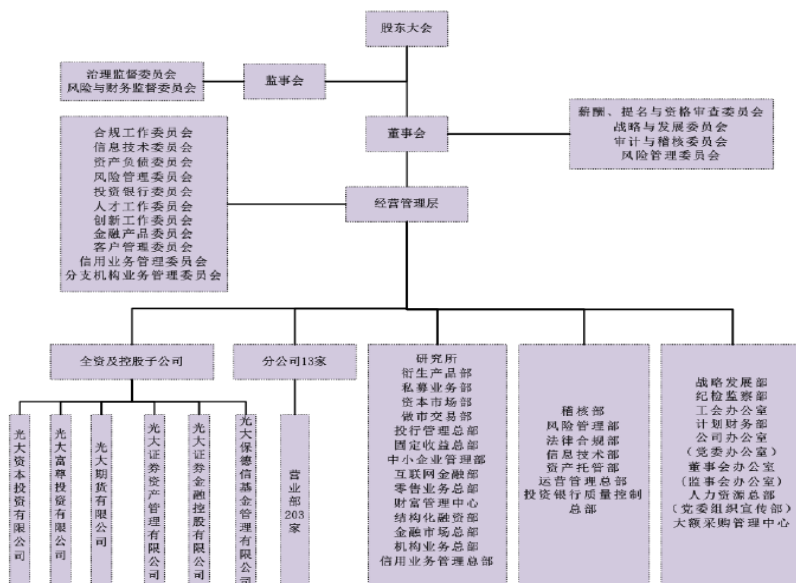 股东大会
治理监督委员会
风险与财务监督委员会
监事会
董事会
薪酬、提名与资格审查委员会
战略与发展委员会
审计与稽核委员会
风险管理委员会
合规工作委员会
信息技术委员会
资产负债委员会
风险管理委员会
投资银行委员会
人才工作委员会
创新工作委员会
金融产品委员会
客户管理委员会
信用业务管理委员会
分支机构业务管理委员会
经营管理层
全资及控股子公司
分公司13家
光大资本投资有限公司
光大富尊投资有限公司
光大期货有限公司
光大证券资产管理有限公司
光大证券金融控股有限公司
光大保德信基金管理有限公司
营业部203家
研究所
衍生产品部
私募业务部
资本市场部
做市交易部
投行管理总部
固定收益总部
中小企业管理部
互联网金融部
零售业务总部
财富管理中心
结构化融资部
金融市场总部
机构业务总部
信用业务管理总部
稽核部
风险管理部
法律合规部
信息技术部
资产托管部
运营管理总部
投资银行质量控制
总部
战略发展部
纪检监察部
工会办公室
计划财务部
公司办公室
(党委办公室)
董事会办公室
(监事会办公室)
人力资源总部
(党委组织宣传部)
大额采购管理中心